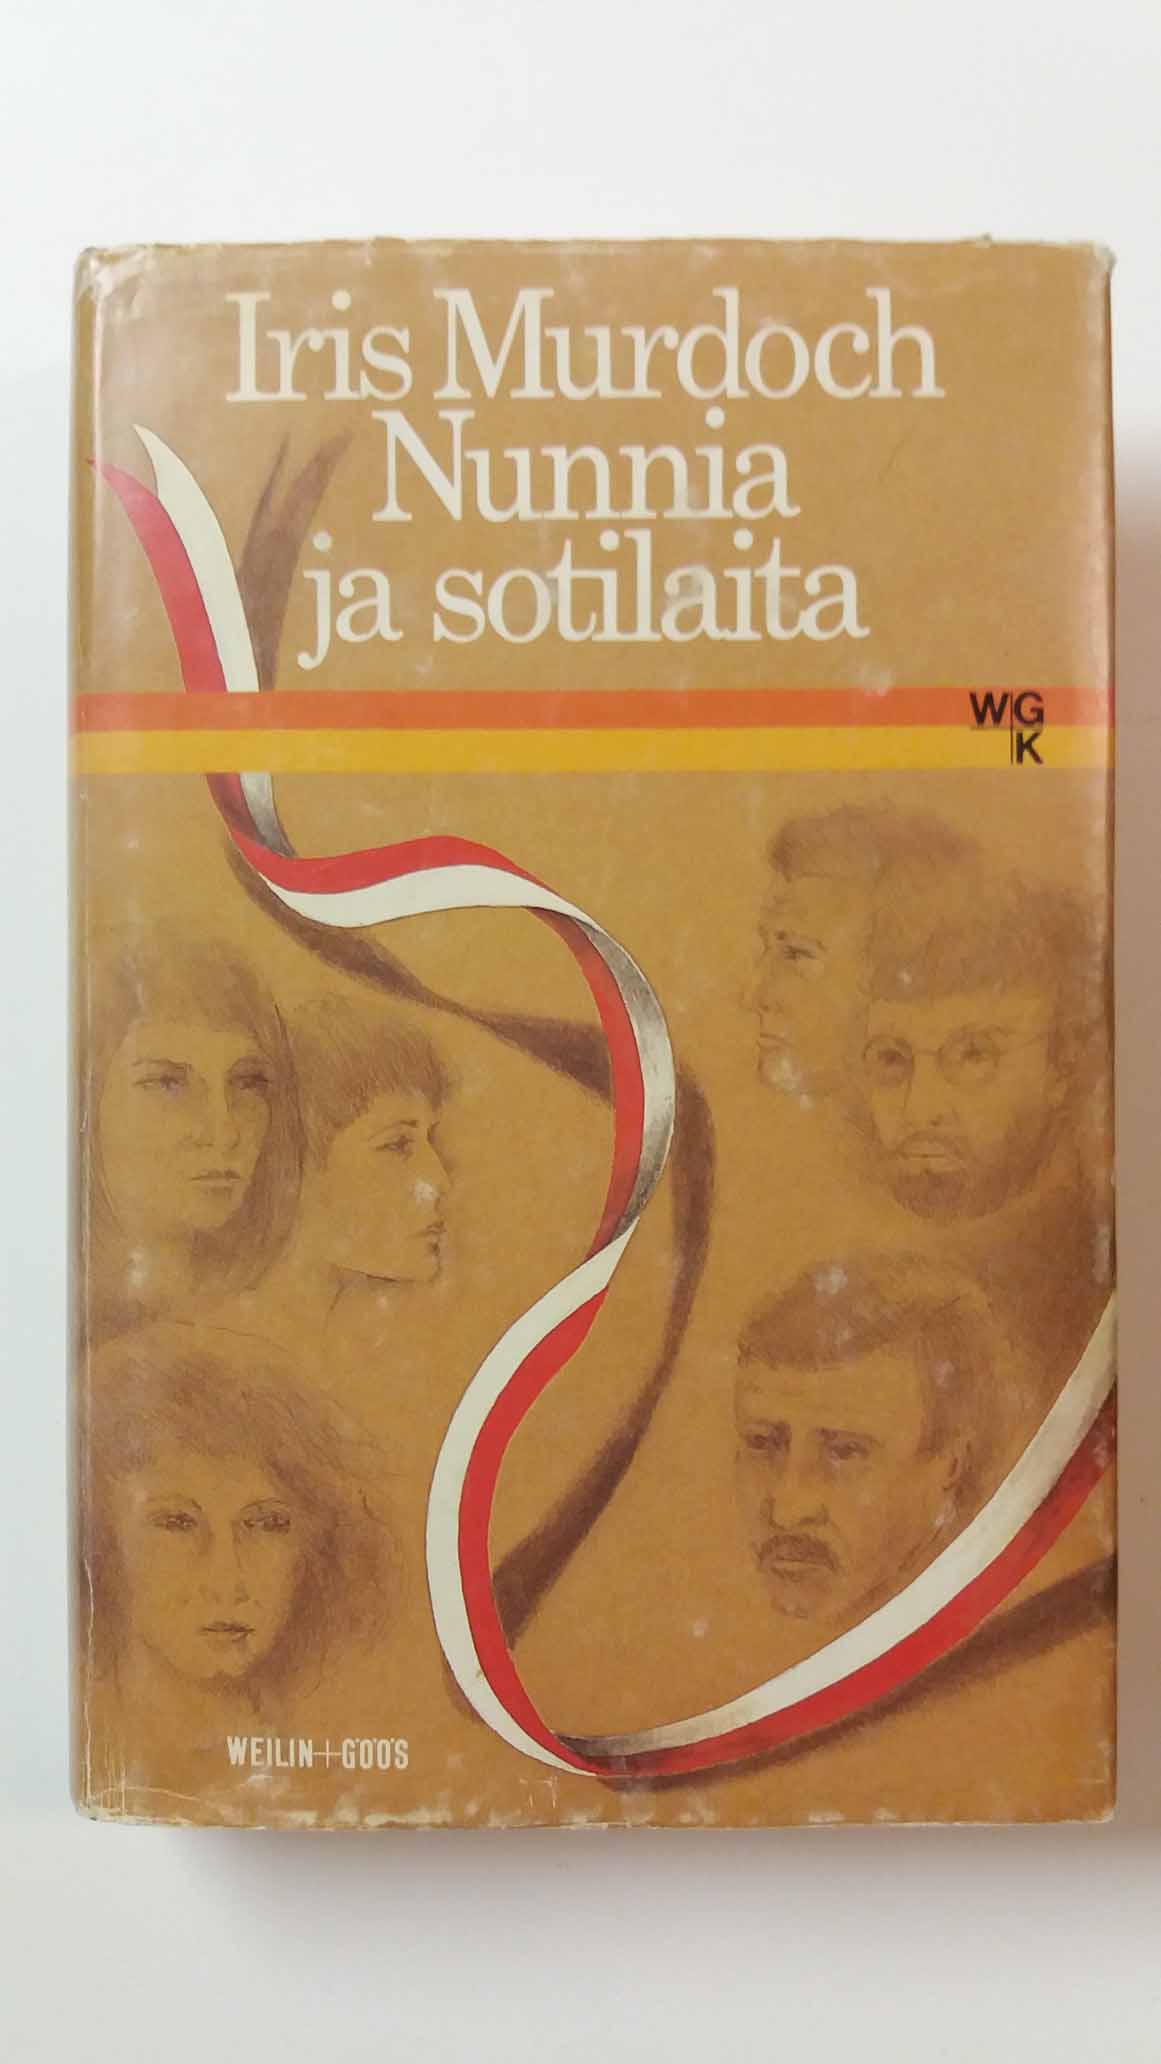 Iris Murdoch
Nunnia
ja sotilaita
WG
K
WEILIN+GÖÖS